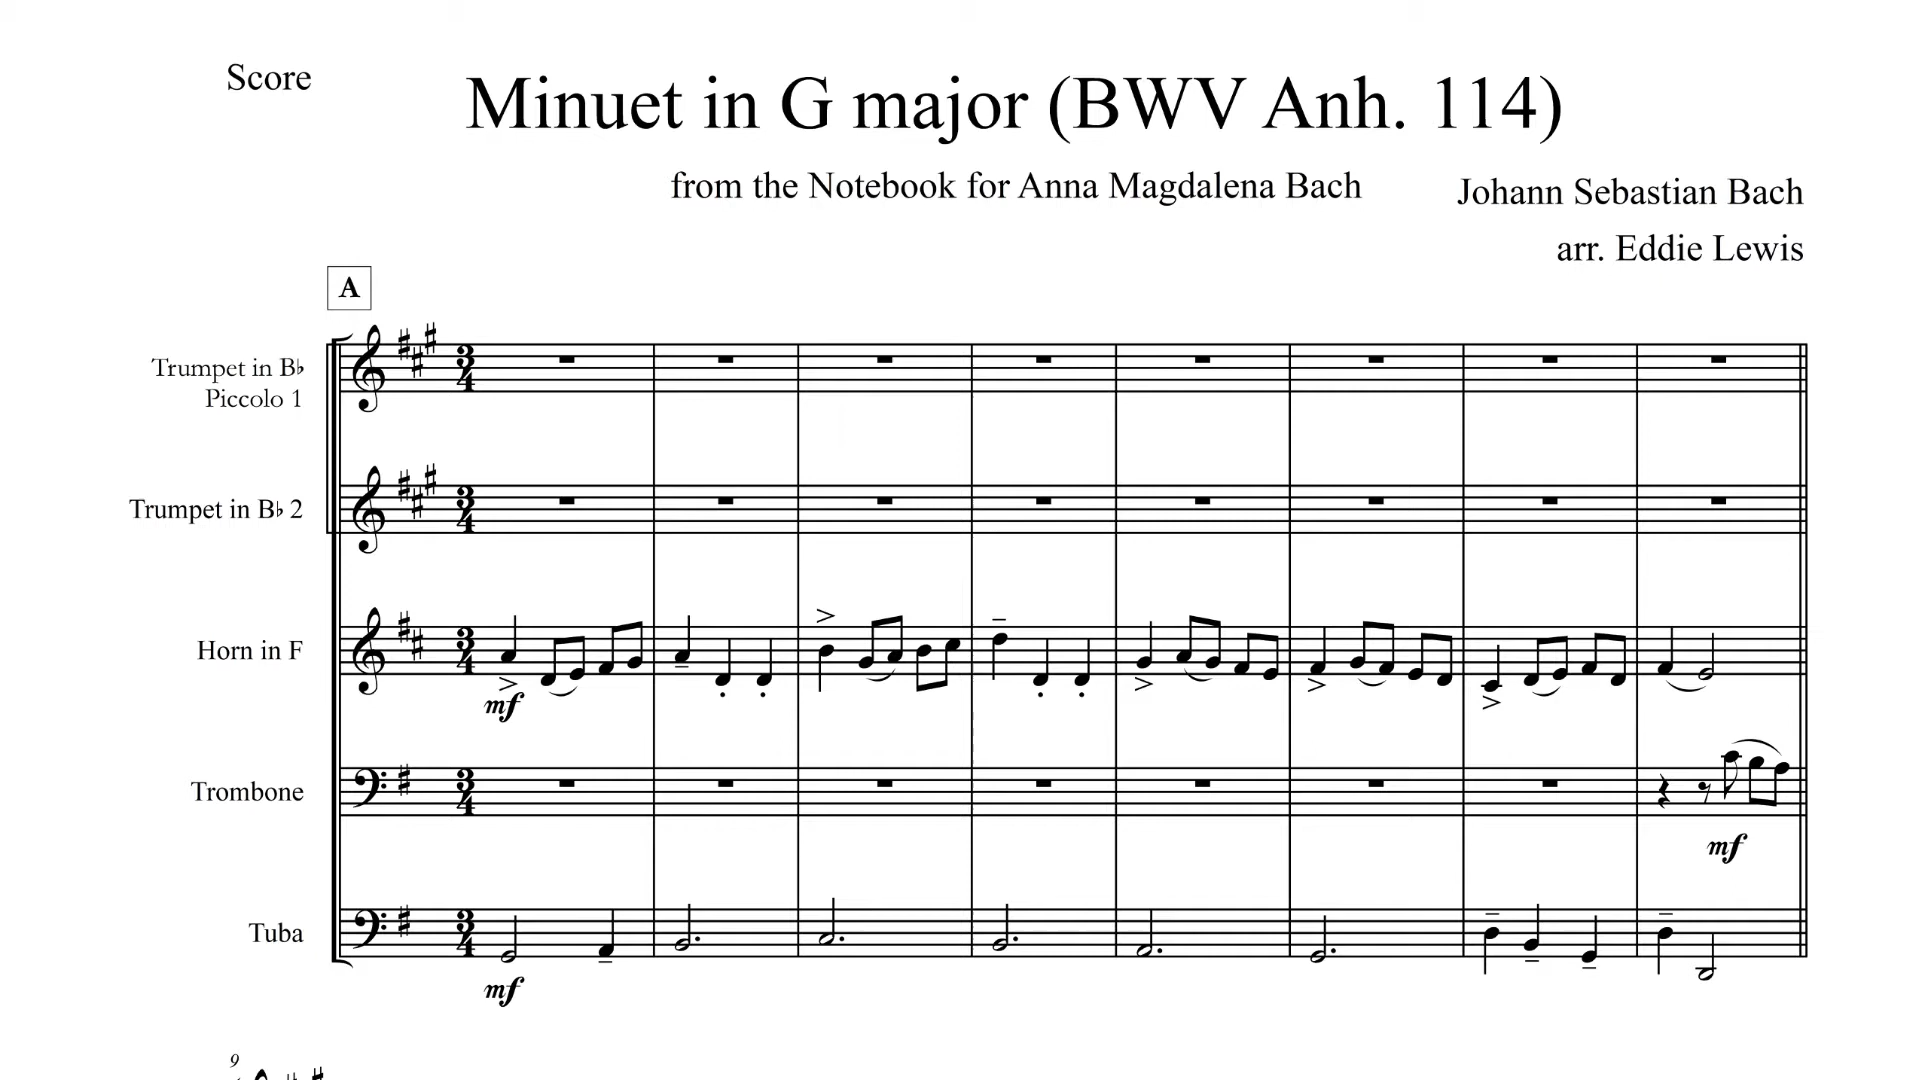 Score
Minuet in G major (BWV Anh. 114)
from the Notebook for Anna Magdalena Bach
Johann Sebastian Bach
arr. Eddie Lewis
A
Trumpet in B♭
Piccolo 1
Trumpet in B♭ 2
Horn in F
mf
Trombone
mf
Tuba
mf
9